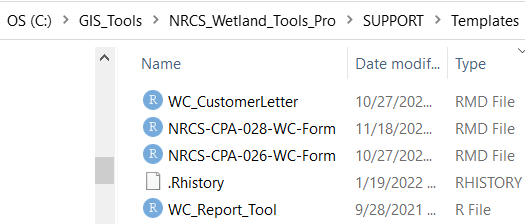 OS (C:) > GIS_Tools > NRCS_Wetland_Tools_Pro > SUPPORT > Templates
Name Date modif... Type
WC_CustomerLetter 10/27/202... RMD File
NRCS-CPA-028-WC-Form 11/18/202... RMD File
NRCS-CPA-026-WC-Form 10/27/202... RMD File
.Rhistory 1/19/2022 ... RHISTORY
WC_Report_Tool 9/28/2021 ... R File